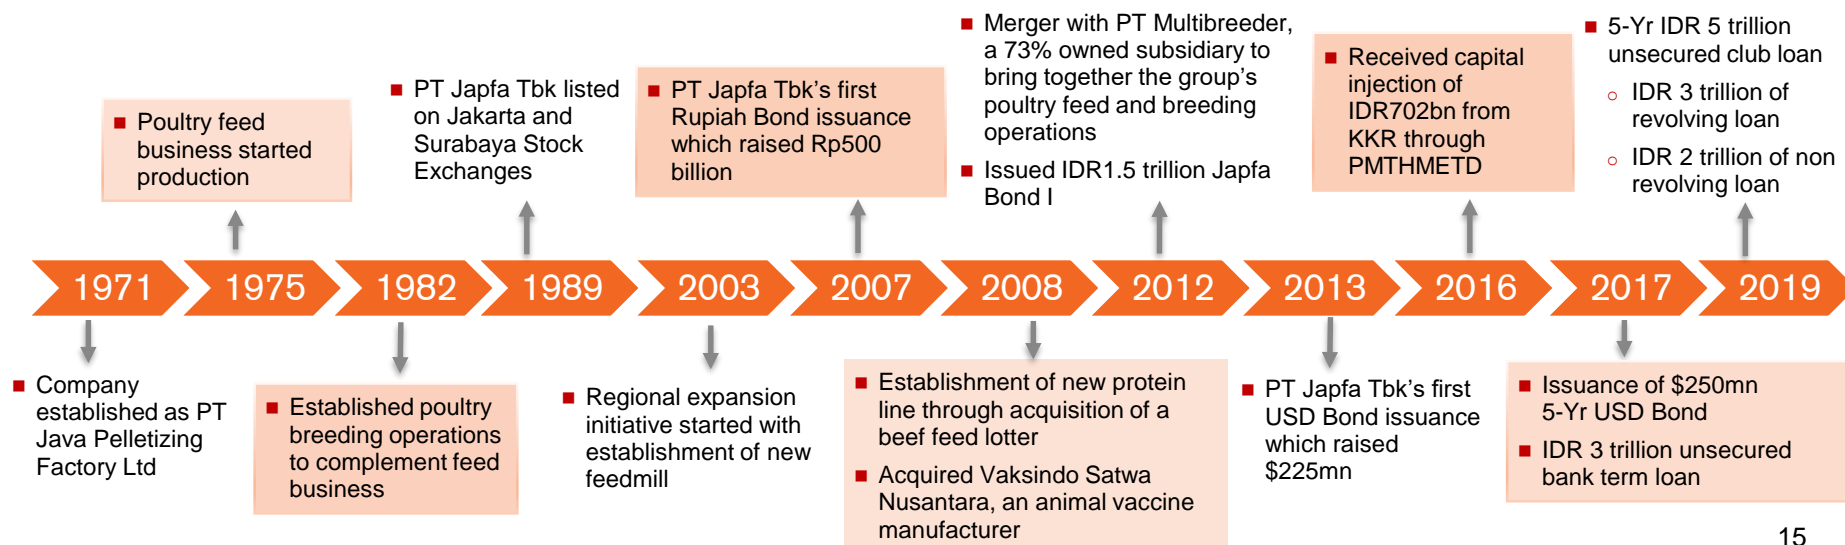 ■ Poultry feed
business started
production
■ PT Japfa Tbk listed
on Jakarta and
Surabaya Stock
Exchanges
■ PT Japfa Tbk's first
Rupiah Bond issuance
which raised Rp500
billion
■ Merger with PT Multibreeder,
a 73% owned subsidiary to
bring together the group's
poultry feed and breeding
operations
■ Issued IDR1.5 trillion Japfa
Bond I
■ Received capital
injection of
IDR702bn from
KKR through
PMTHMETD
■ 5-Yr IDR 5 trillion
unsecured club loan
○ IDR 3 trillion of
revolving loan
○ IDR 2 trillion of non
revolving loan
1971 1975 1982 1989 2003 2007 2008 2012 2013 2016 2017 2019
■ Company
established as PT
Java Pelletizing
Factory Ltd
■ Established poultry
breeding operations
to complement feed
business
■ Regional expansion
initiative started with
establishment of new
feedmill
■ Establishment of new protein
line through acquisition of a
beef feed lotter
■ Acquired Vaksindo Satwa
Nusantara, an animal vaccine
manufacturer
■ PT Japfa Tbk's first
USD Bond issuance
which raised
$225mn
■ Issuance of $250mn
5-Yr USD Bond
■ IDR 3 trillion unsecured
bank term loan
15